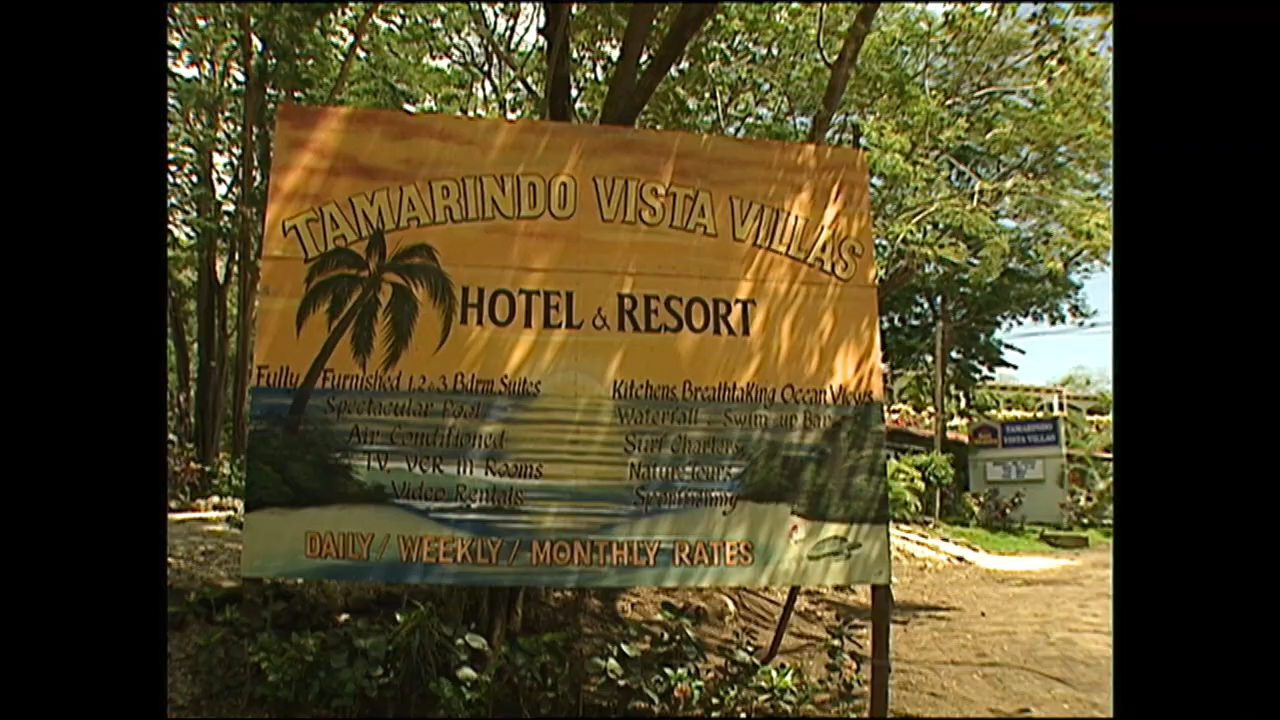 TAMARINDO VISTA VILLAS
HOTEL & RESORT
Fully Furnished 1,2 & 3 Bdrm. Suites
Spectacular Pool
Air Conditioned
TV, VCR in Rooms
Video Rentals
Kitchens, Breathtaking Ocean Views
Waterfall & Swim-up Bar
Surf Charters,
Nature Tours
Sportfishing
DAILY / WEEKLY / MONTHLY RATES
TAMARINDO
VISTA VILLAS